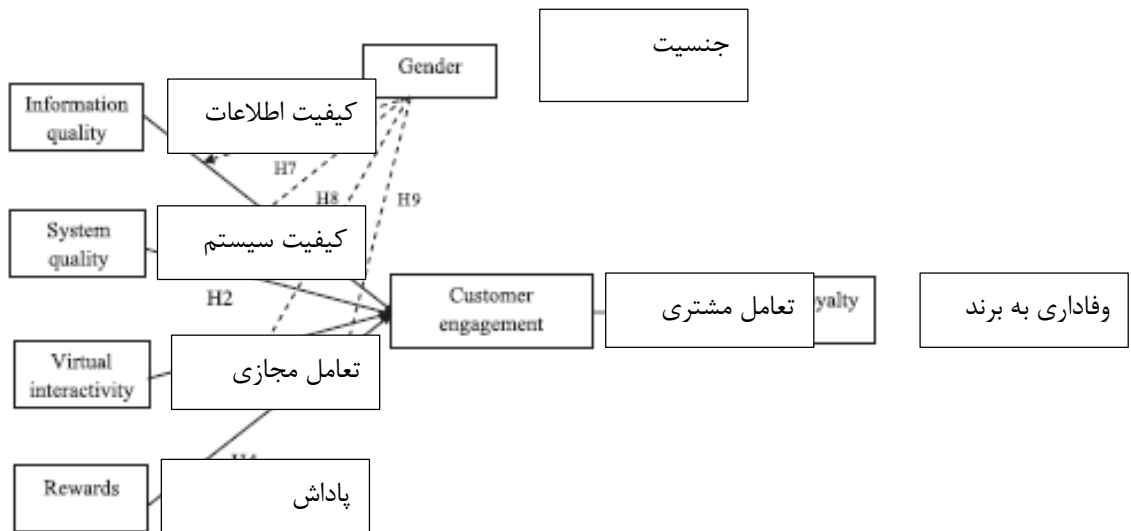 جنسیت
Gender
Information
quality
کیفیت اطلاعات
H7
H8
H9
System
quality
کیفیت سیستم
H2
Customer
engagement
تعامل مشتری
yalty
وفاداری به برند
Virtual
interactivity
تعامل مجازی
Rewards
پاداش